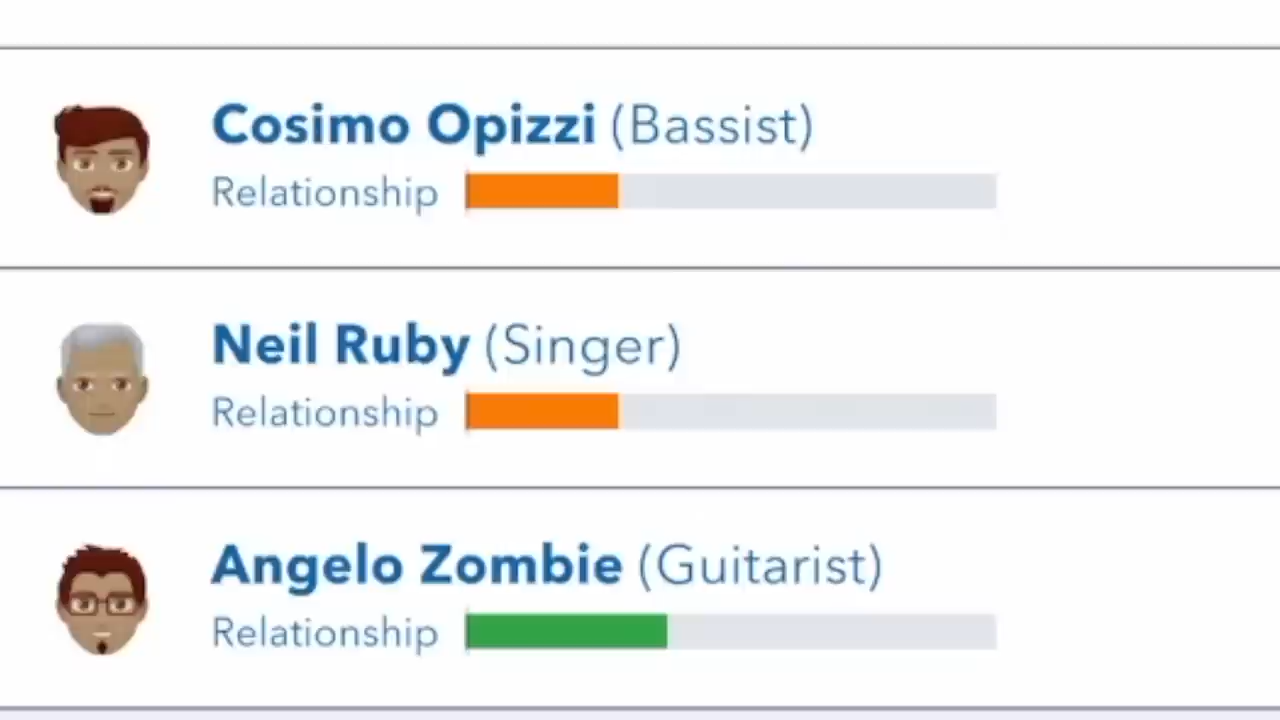 Cosimo Opizzi (Bassist)
Relationship
Neil Ruby (Singer)
Relationship
Angelo Zombie (Guitarist)
Relationship